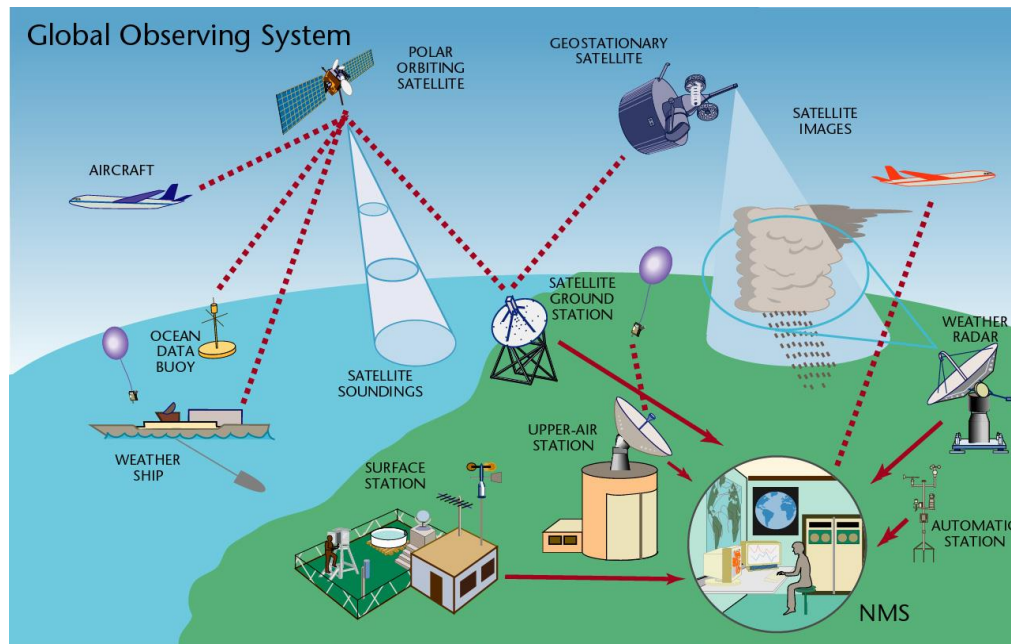 Global Observing System
POLAR
ORBITING
SATELLITE
GEOSTATIONARY
SATELLITE
SATELLITE
IMAGES
AIRCRAFT
OCEAN
DATA
BUOY
SATELLITE
SOUNDINGS
SATELLITE
GROUND
STATION
WEATHER
RADAR
WEATHER
SHIP
SURFACE
STATION
UPPER-AIR
STATION
AUTOMATIC
STATION
NMS